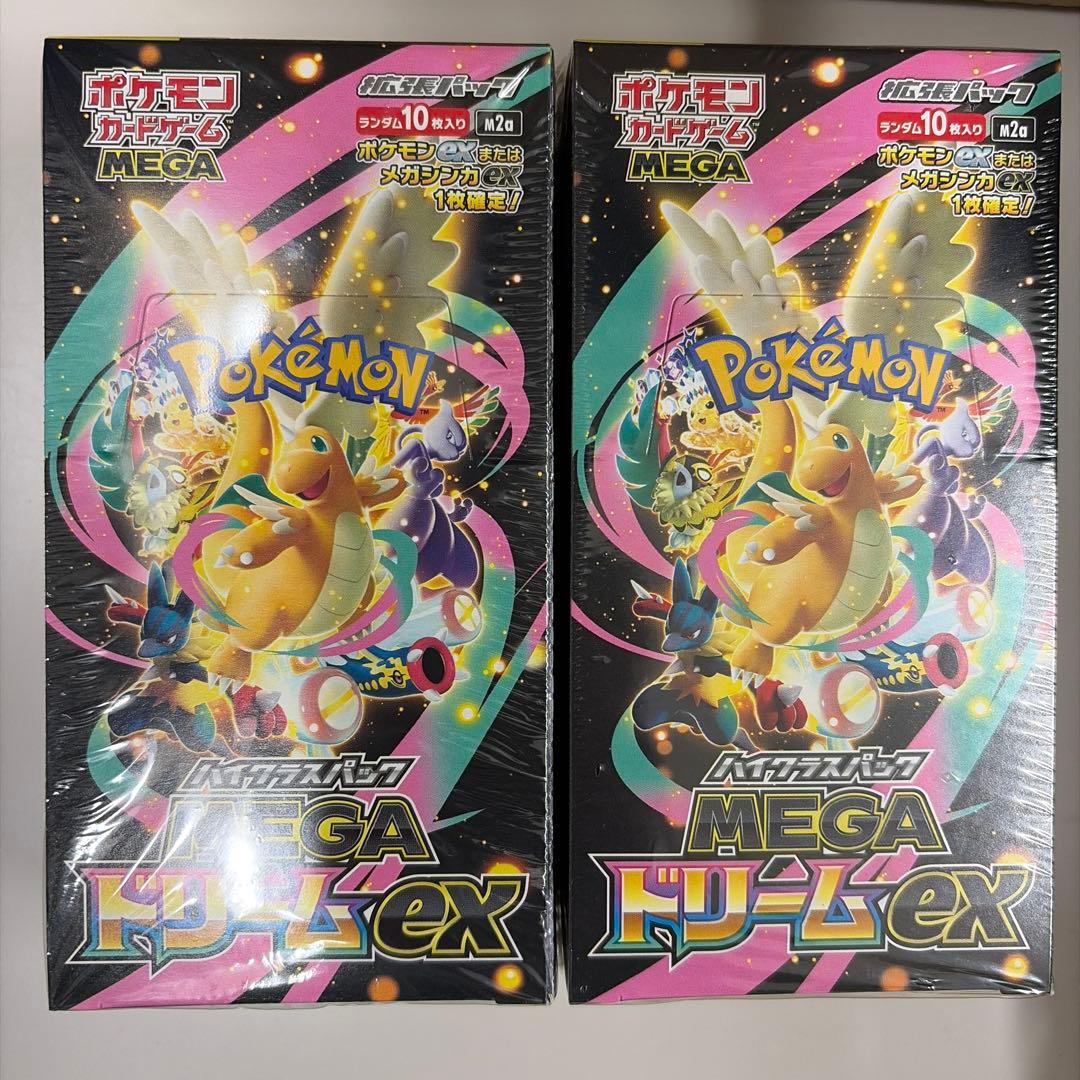 ポケモン
カードゲーム™
MEGA
拡張パック
ランダム10枚入り M2a
ポケモンexまたは
メガシンカex
1枚確定!
POKéMON™
ハイクラスパック
MEGA
ドリームex
ポケモン
カードゲーム™
MEGA
拡張パック
ランダム10枚入り M2a
ポケモンexまたは
メガシンカex
1枚確定!
POKéMON™
ハイクラスパック
MEGA
ドリームex